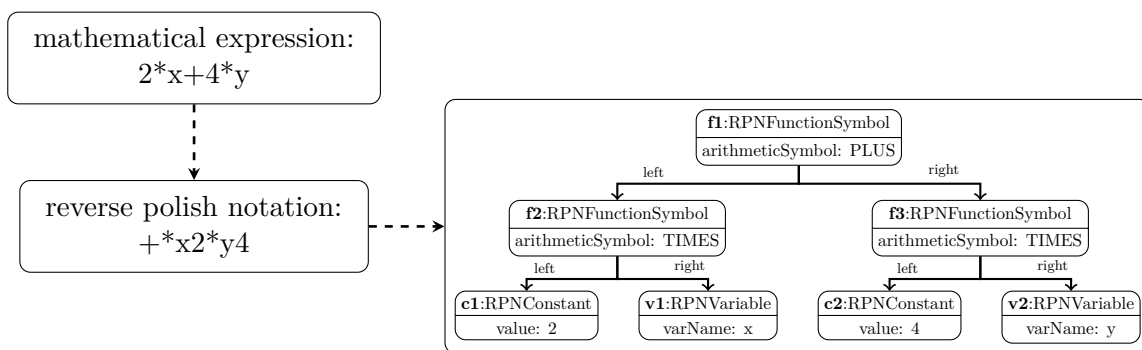 mathematical expression:
2*x+4*y
reverse polish notation:
+*x2*y4
f1:RPNFunctionSymbol
arithmeticSymbol: PLUS
left
right
f2:RPNFunctionSymbol
arithmeticSymbol: TIMES
f3:RPNFunctionSymbol
arithmeticSymbol: TIMES
left
right
left
right
c1:RPNConstant
value: 2
v1:RPNVariable
varName: x
c2:RPNConstant
value: 4
v2:RPNVariable
varName: y